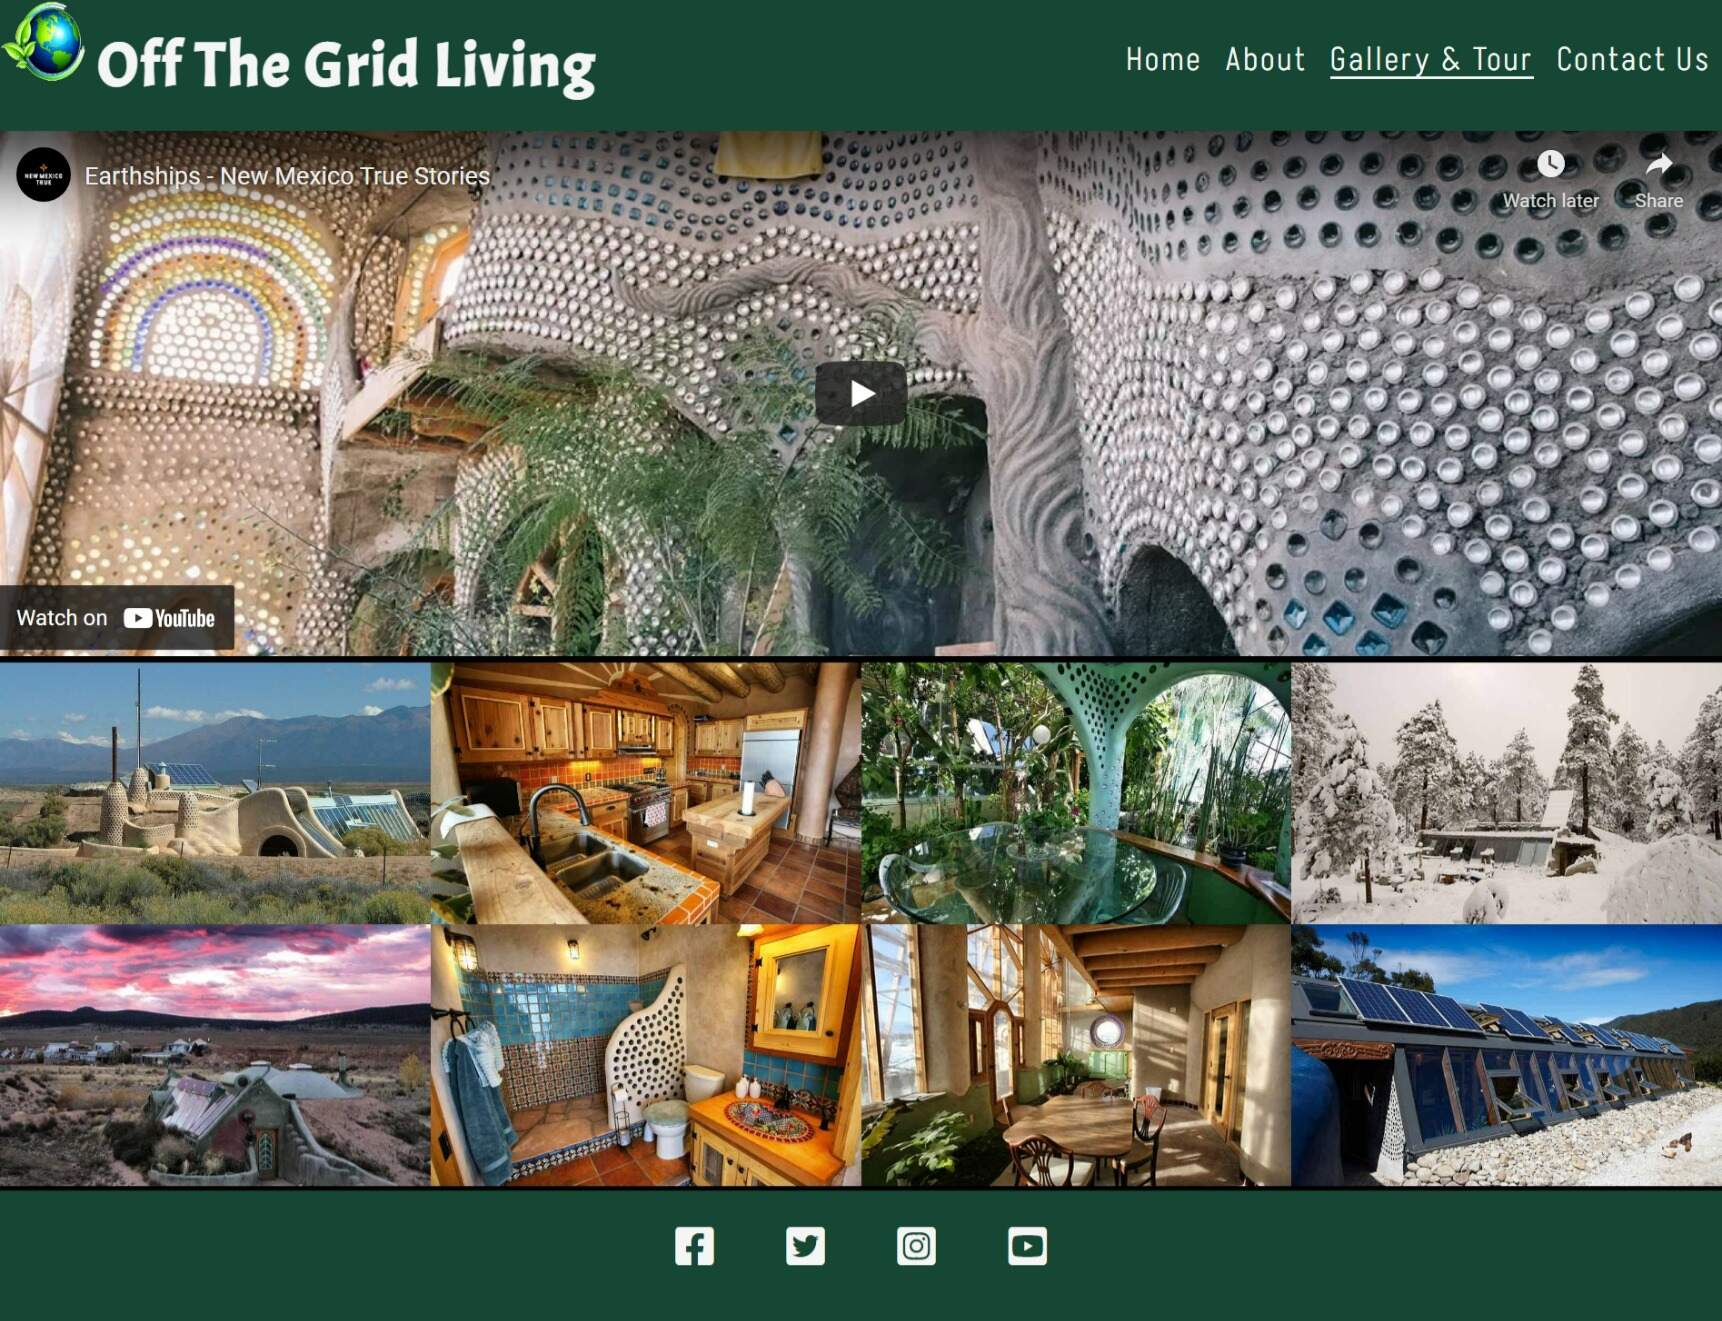 Off The Grid Living
Home About Gallery & Tour Contact Us
NEW MEXICO
TRUE
Earthships - New Mexico True Stories
Watch later Share
Watch on YouTube